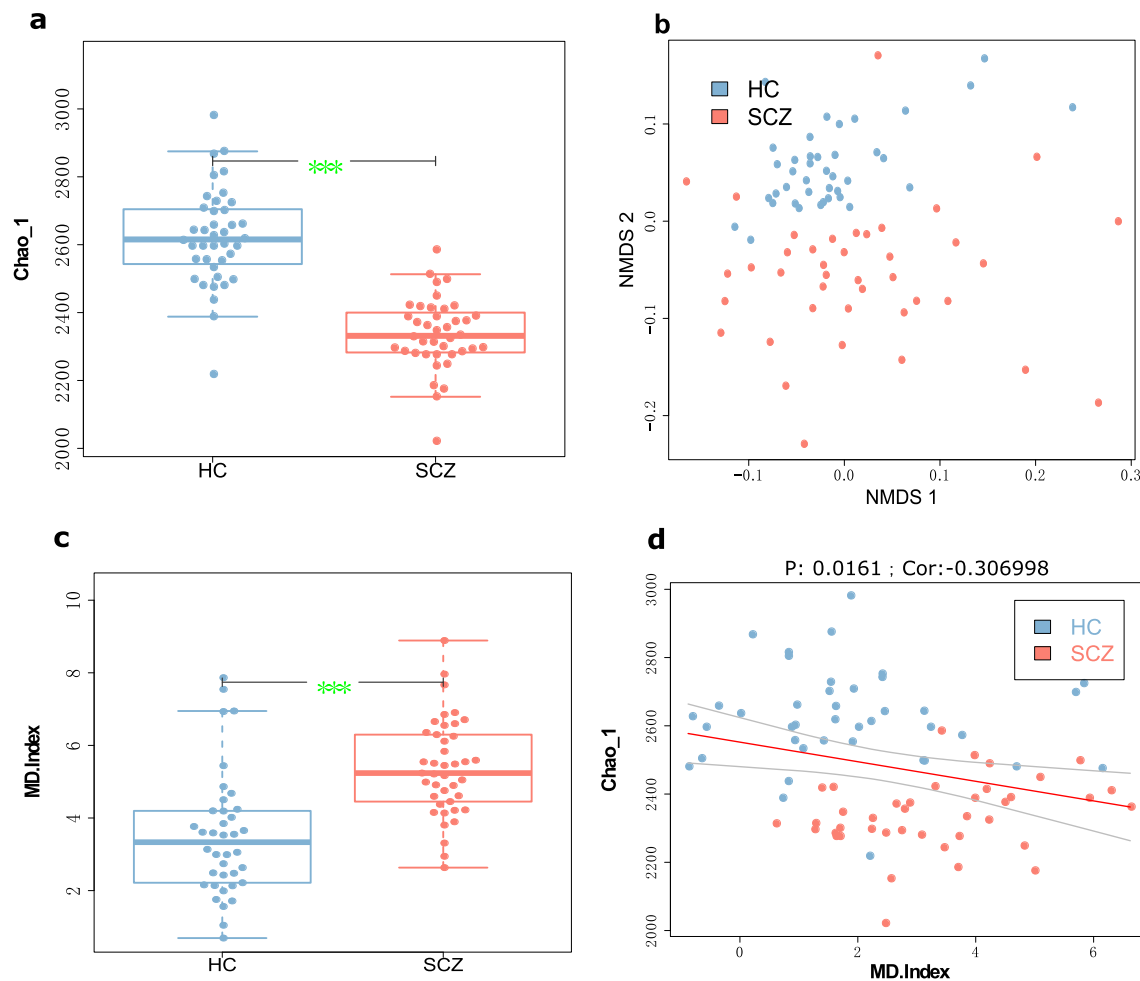 a
3000
2800
2600
2400
2200
2000
Chao_1
***
HC
SCZ
b
HC
SCZ
0.1
0.0
−0.1
−0.2
NMDS 2
−0.1
0.0
0.1
0.2
0.3
NMDS 1
c
10
8
6
4
2
MD.Index
***
HC
SCZ
d
P: 0.0161 ; Cor:-0.306998
HC
SCZ
3000
2800
2600
2400
2200
2000
Chao_1
0
2
4
6
MD.Index